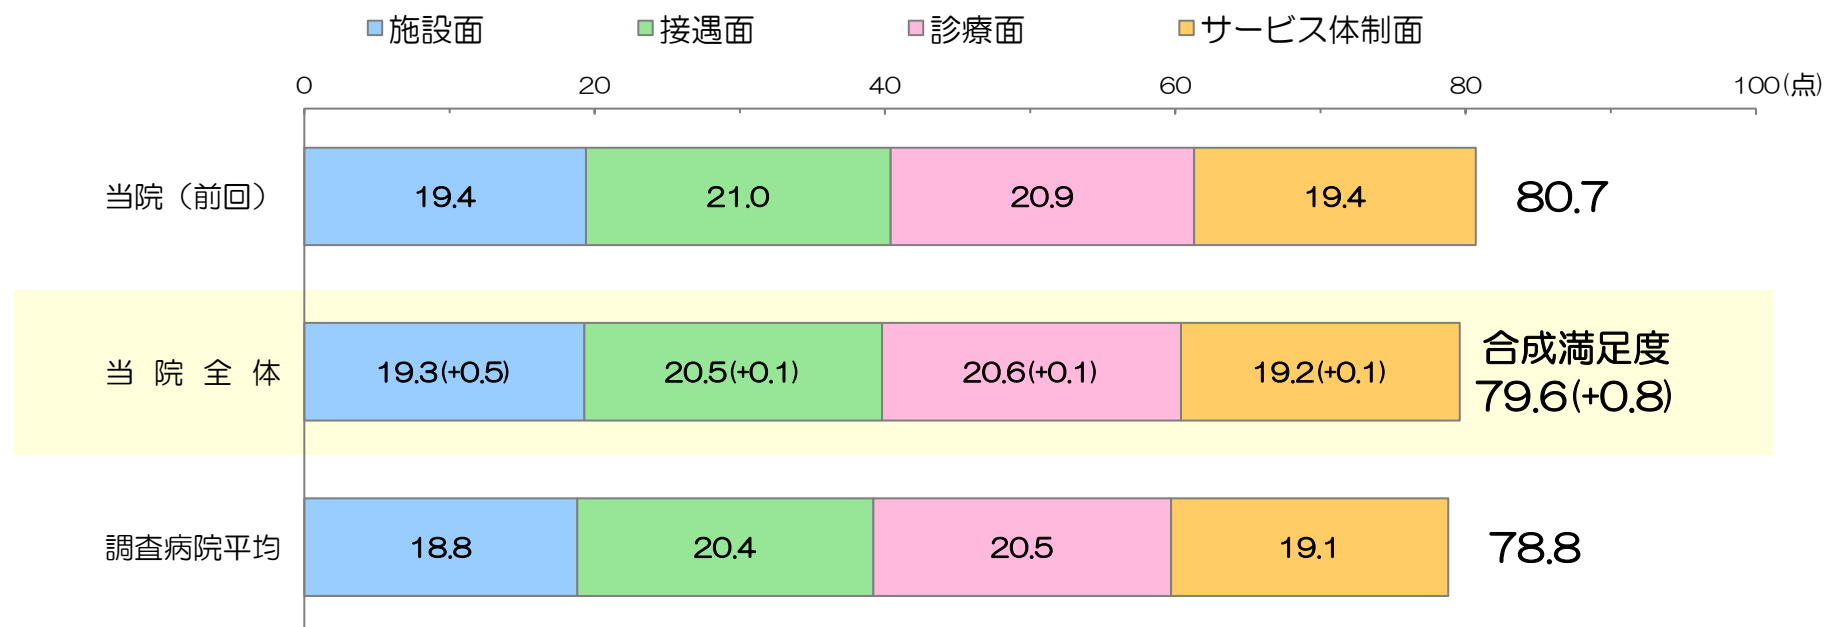 施設面 接遇面 診療面 サービス体制面
0 20 40 60 80 100(点)
当院（前回） 19.4 21.0 20.9 19.4 80.7
合成満足度
当院全体 19.3(+0.5) 20.5(+0.1) 20.6(+0.1) 19.2(+0.1) 79.6(+0.8)
調査病院平均 18.8 20.4 20.5 19.1 78.8